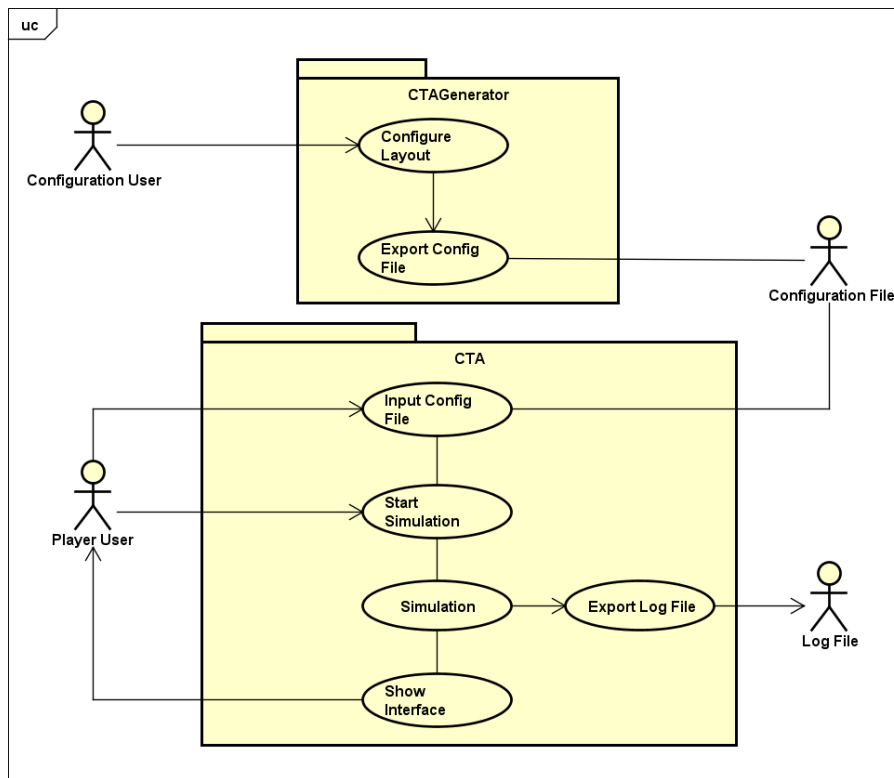 uc
CTAGenerator
Configure
Layout
Configuration User
Export Config
File
Configuration File
CTA
Input Config
File
Start
Simulation
Player User
Simulation
Export Log File
Log File
Show
Interface